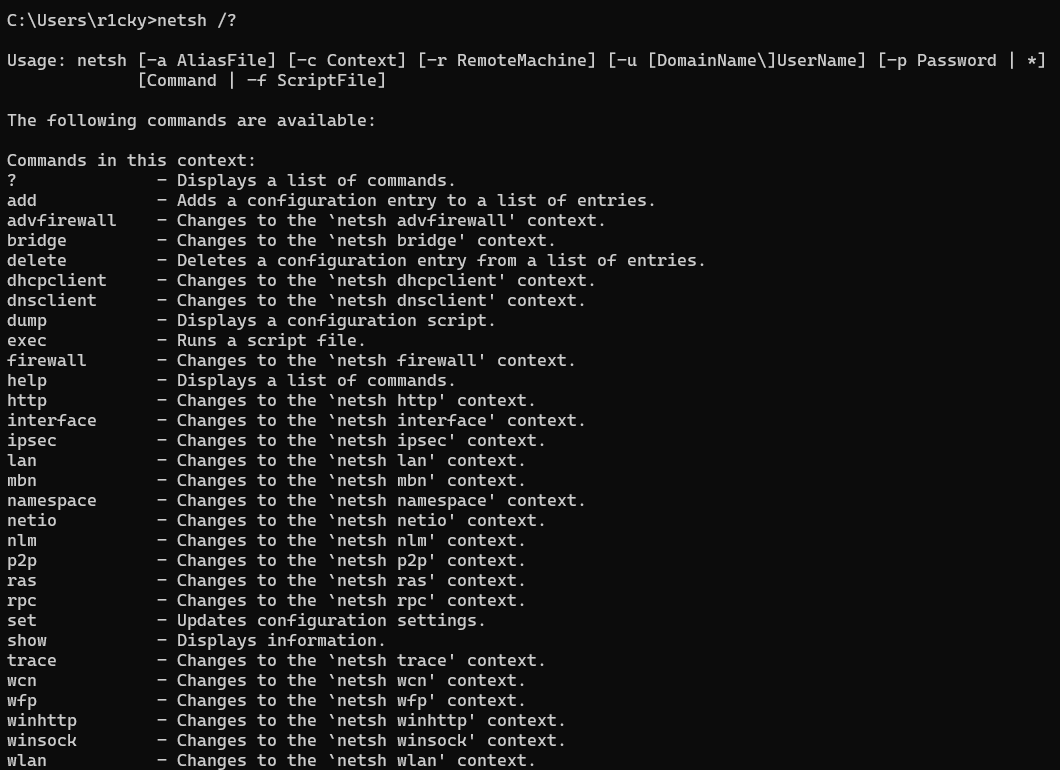 C:\Users\r1cky>netsh /?

Usage: netsh [-a AliasFile] [-c Context] [-r RemoteMachine] [-u [DomainName\]UserName] [-p Password | *]
             [Command | -f ScriptFile]

The following commands are available:

Commands in this context:
?              - Displays a list of commands.
add            - Adds a configuration entry to a list of entries.
advfirewall    - Changes to the `netsh advfirewall' context.
bridge         - Changes to the `netsh bridge' context.
delete         - Deletes a configuration entry from a list of entries.
dhcpclient     - Changes to the `netsh dhcpclient' context.
dnsclient      - Changes to the `netsh dnsclient' context.
dump           - Displays a configuration script.
exec           - Runs a script file.
firewall       - Changes to the `netsh firewall' context.
help           - Displays a list of commands.
http           - Changes to the `netsh http' context.
interface      - Changes to the `netsh interface' context.
ipsec          - Changes to the `netsh ipsec' context.
lan            - Changes to the `netsh lan' context.
mbn            - Changes to the `netsh mbn' context.
namespace      - Changes to the `netsh namespace' context.
netio          - Changes to the `netsh netio' context.
nlm            - Changes to the `netsh nlm' context.
p2p            - Changes to the `netsh p2p' context.
ras            - Changes to the `netsh ras' context.
rpc            - Changes to the `netsh rpc' context.
set            - Updates configuration settings.
show           - Displays information.
trace          - Changes to the `netsh trace' context.
wcn            - Changes to the `netsh wcn' context.
wfp            - Changes to the `netsh wfp' context.
winhttp        - Changes to the `netsh winhttp' context.
winsock        - Changes to the `netsh winsock' context.
wlan           - Changes to the `netsh wlan' context.